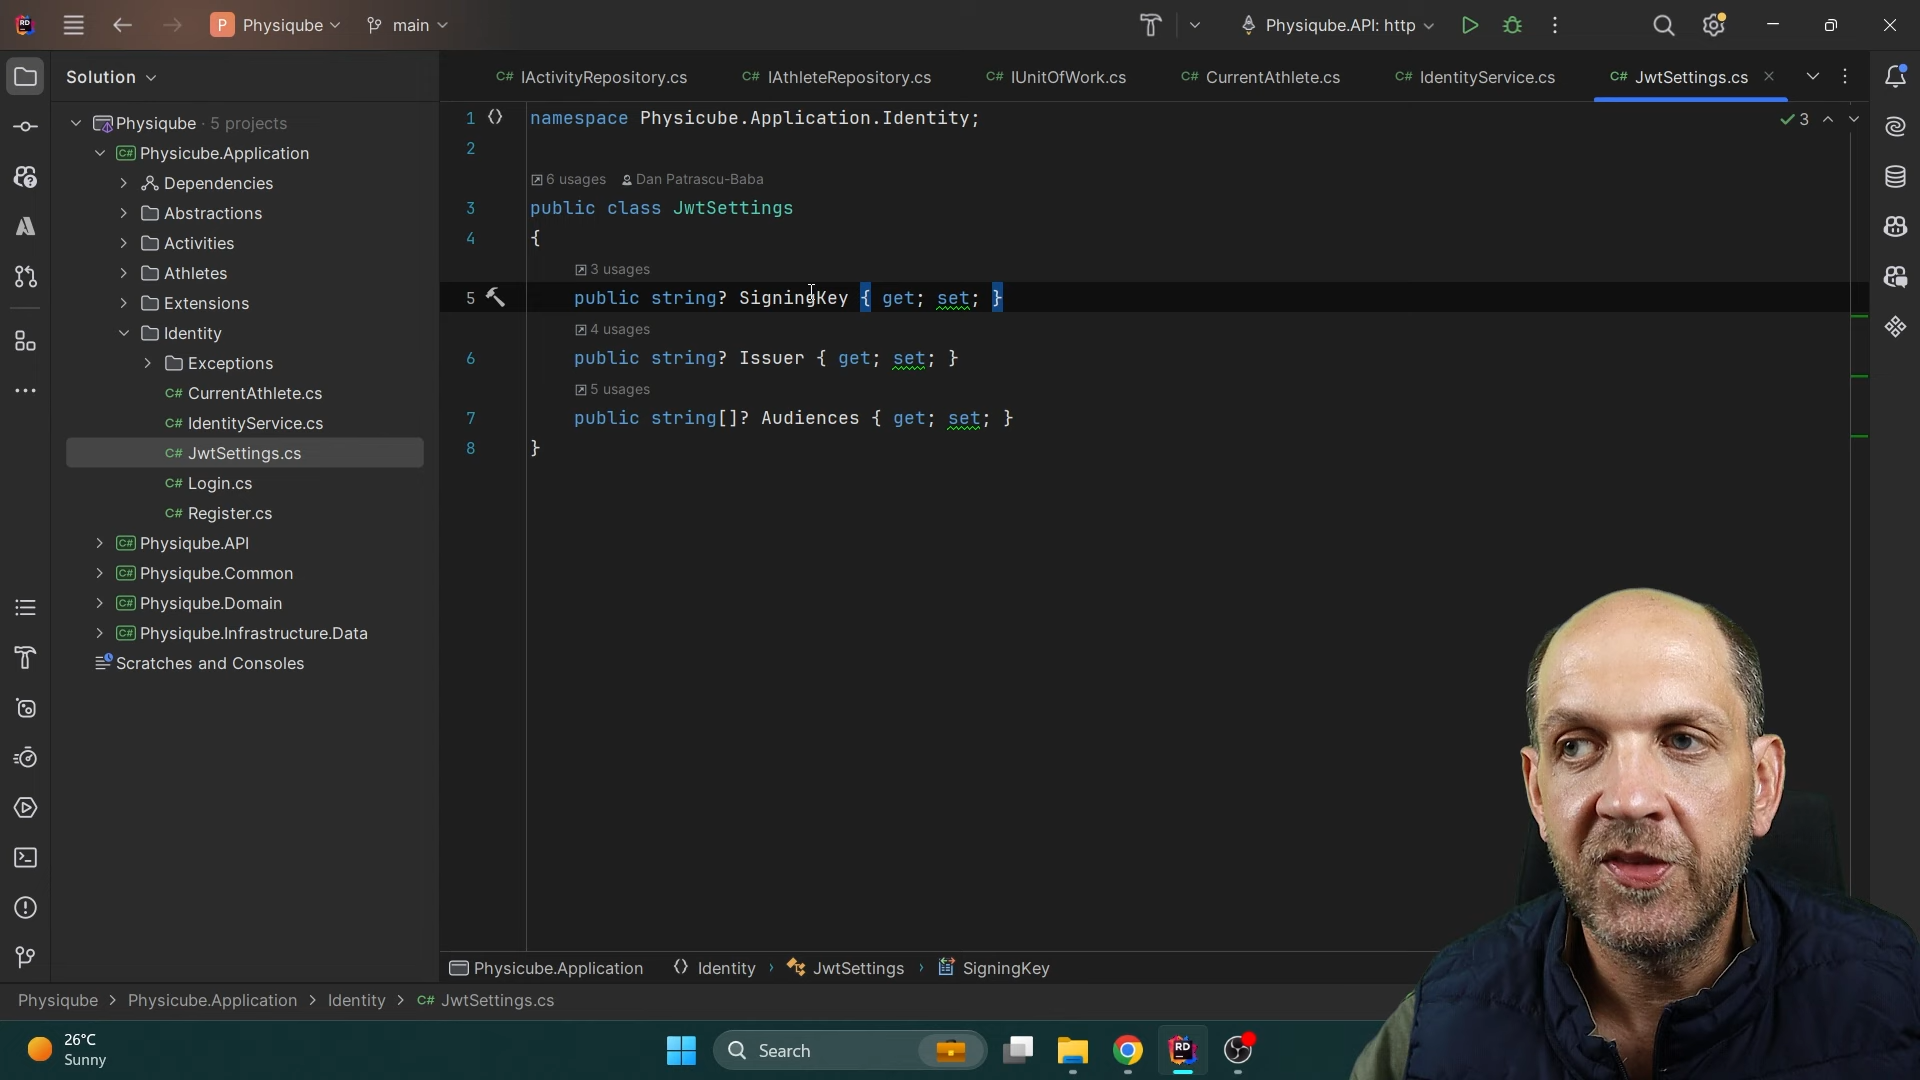 P Physiqube main Physiqube.API: http
Solution
IActivityRepository.cs IAthleteRepository.cs IUnitOfWork.cs CurrentAthlete.cs IdentityService.cs JwtSettings.cs
Physiqube · 5 projects
Physicube.Application
Dependencies
Abstractions
Activities
Athletes
Extensions
Identity
Exceptions
C# CurrentAthlete.cs
C# IdentityService.cs
C# JwtSettings.cs
C# Login.cs
C# Register.cs
C# Physiqube.API
C# Physiqube.Common
C# Physiqube.Domain
C# Physiqube.Infrastructure.Data
Scratches and Consoles
1 namespace Physicube.Application.Identity;
3
2
6 usages Dan Patrascu-Baba
3 public class JwtSettings
4 {
3 usages
5 public string? SigningKey { get; set; }
4 usages
6 public string? Issuer { get; set; }
5 usages
7 public string[]? Audiences { get; set; }
8 }
Physicube.Application Identity › JwtSettings › SigningKey
Physiqube > Physicube.Application > Identity > C# JwtSettings.cs
26°C
Sunny
Search
RD